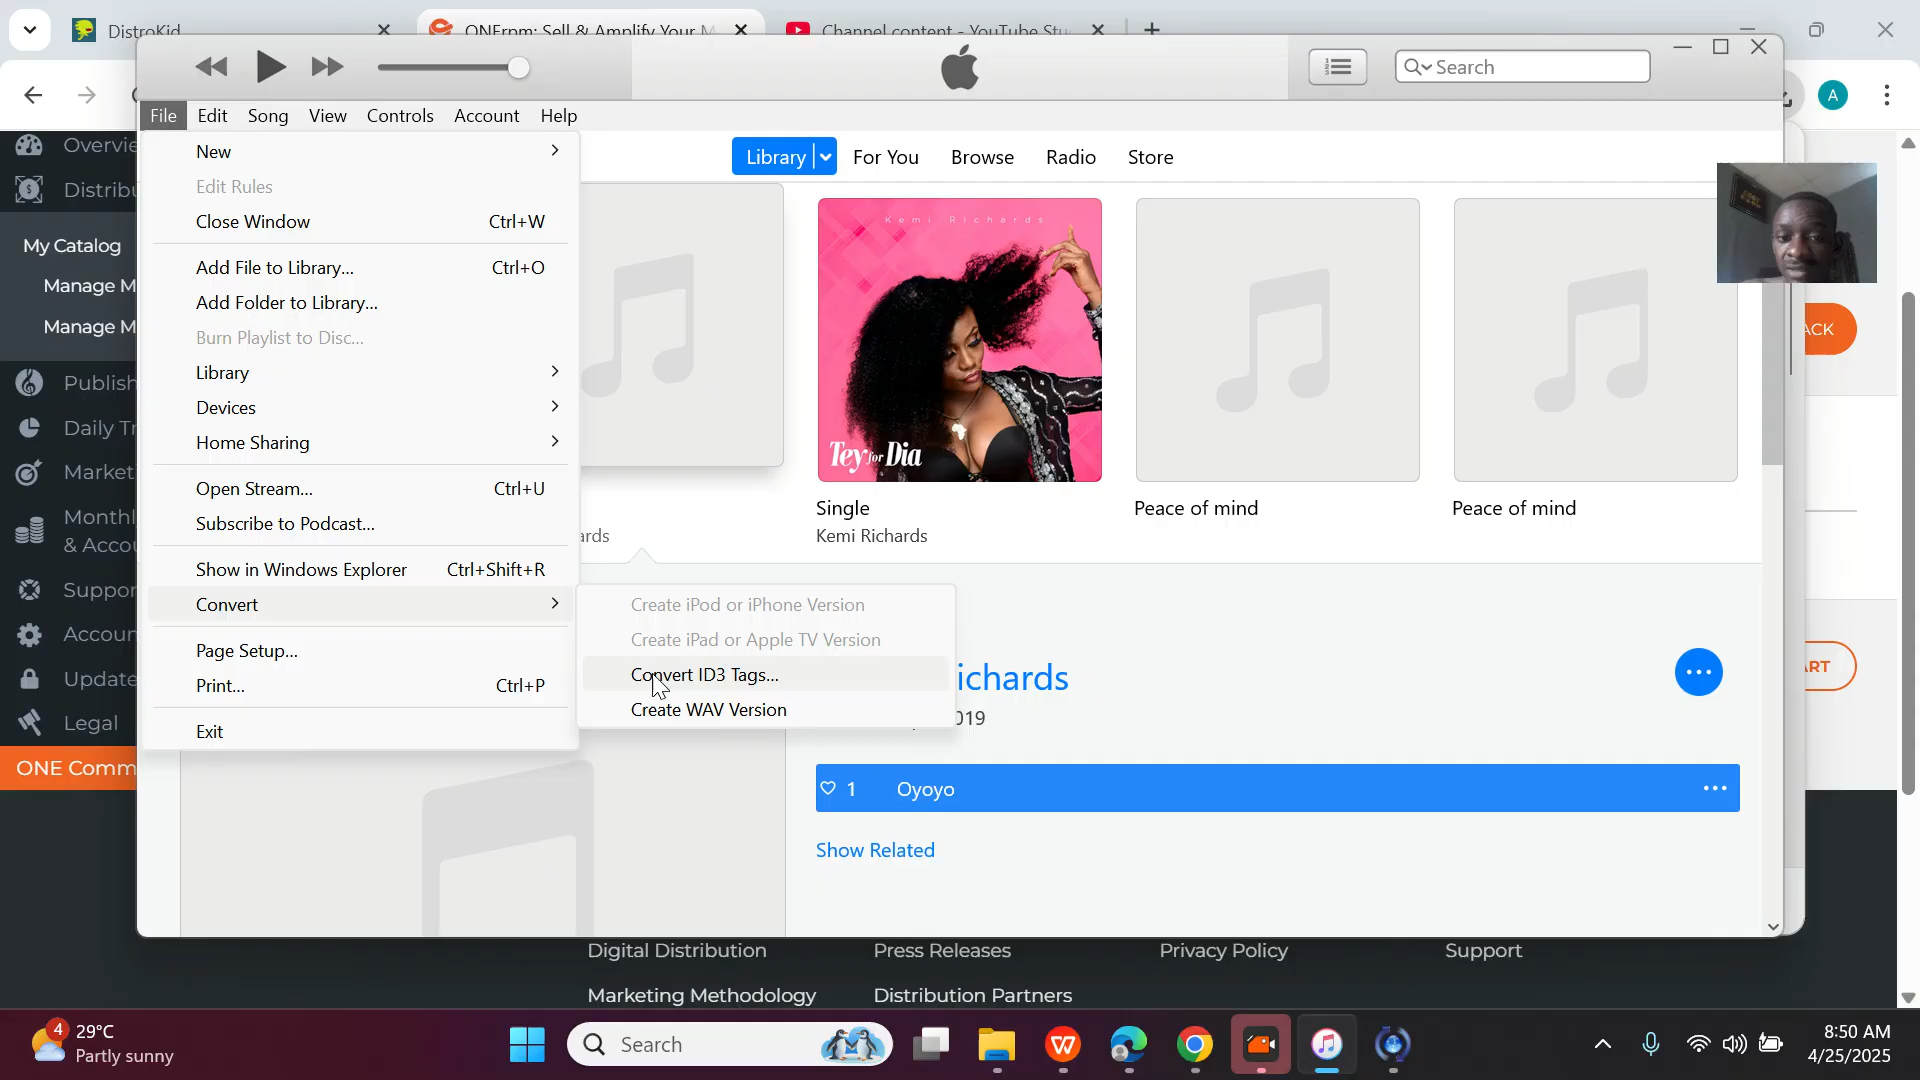 DistroKid
ONErpm: Sell & Amplify Your M
Channel content - YouTube Stu
Search
A
File Edit Song View Controls Account Help
Library For You Browse Radio Store
New
Edit Rules
Close Window Ctrl+W
Add File to Library... Ctrl+O
Add Folder to Library...
Burn Playlist to Disc...
Library
Devices
Home Sharing
Open Stream... Ctrl+U
Subscribe to Podcast...
Show in Windows Explorer Ctrl+Shift+R
Convert
Page Setup...
Print... Ctrl+P
Exit
Create iPod or iPhone Version
Create iPad or Apple TV Version
Convert ID3 Tags...
Create WAV Version
Overvie
Distribu
My Catalog
Manage M
Manage M
Publish
Daily Tr
Market
Monthl
& Accou
Suppor
Accoun
Update
Legal
ONE Comm
Kemi Richards
Tey for Dia
ards
Single
Kemi Richards
Peace of mind
Peace of mind
ACK
ART
ichards
019
1 Oyoyo
Show Related
Digital Distribution Press Releases Privacy Policy Support
Marketing Methodology Distribution Partners
4
29°C
Partly sunny
Search
8:50 AM
4/25/2025